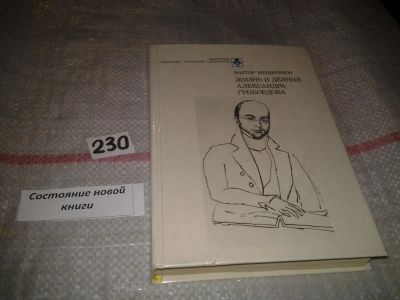 ВИКТОР МЕЩЕРЯКОВ
ЖИЗНЬ И ДЕЯНИЯ
АЛЕКСАНДРА
ГРИБОЕДОВА
230
Состояние новой
книги